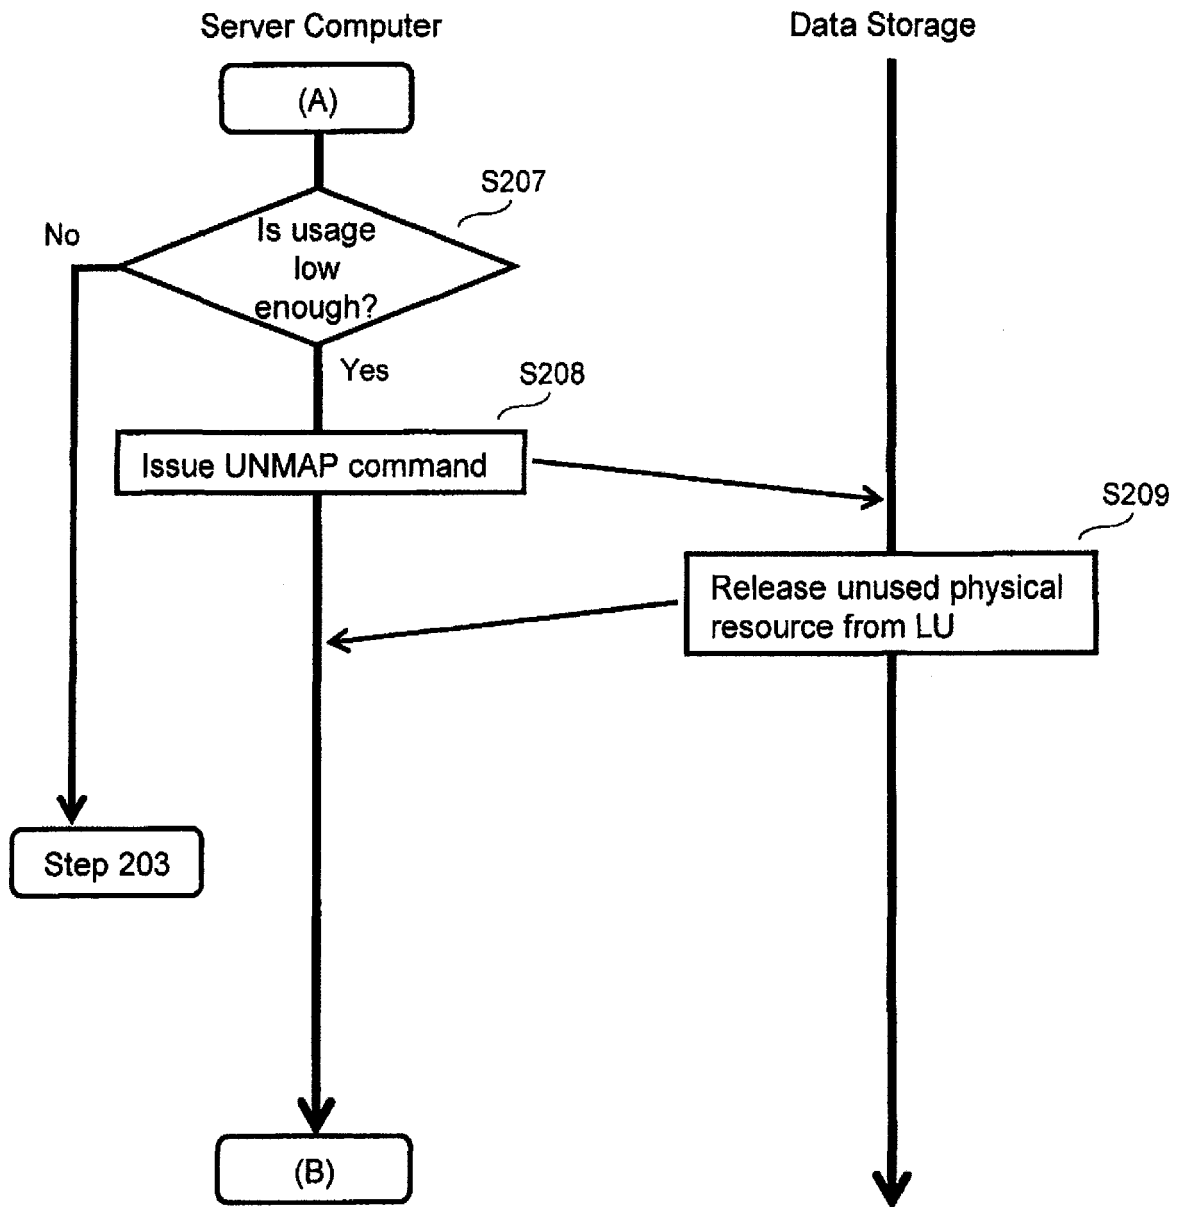 Server Computer
Data Storage
(A)
S207
No
Is usage
low
enough?
Yes
S208
Issue UNMAP command
S209
Release unused physical
resource from LU
Step 203
(B)